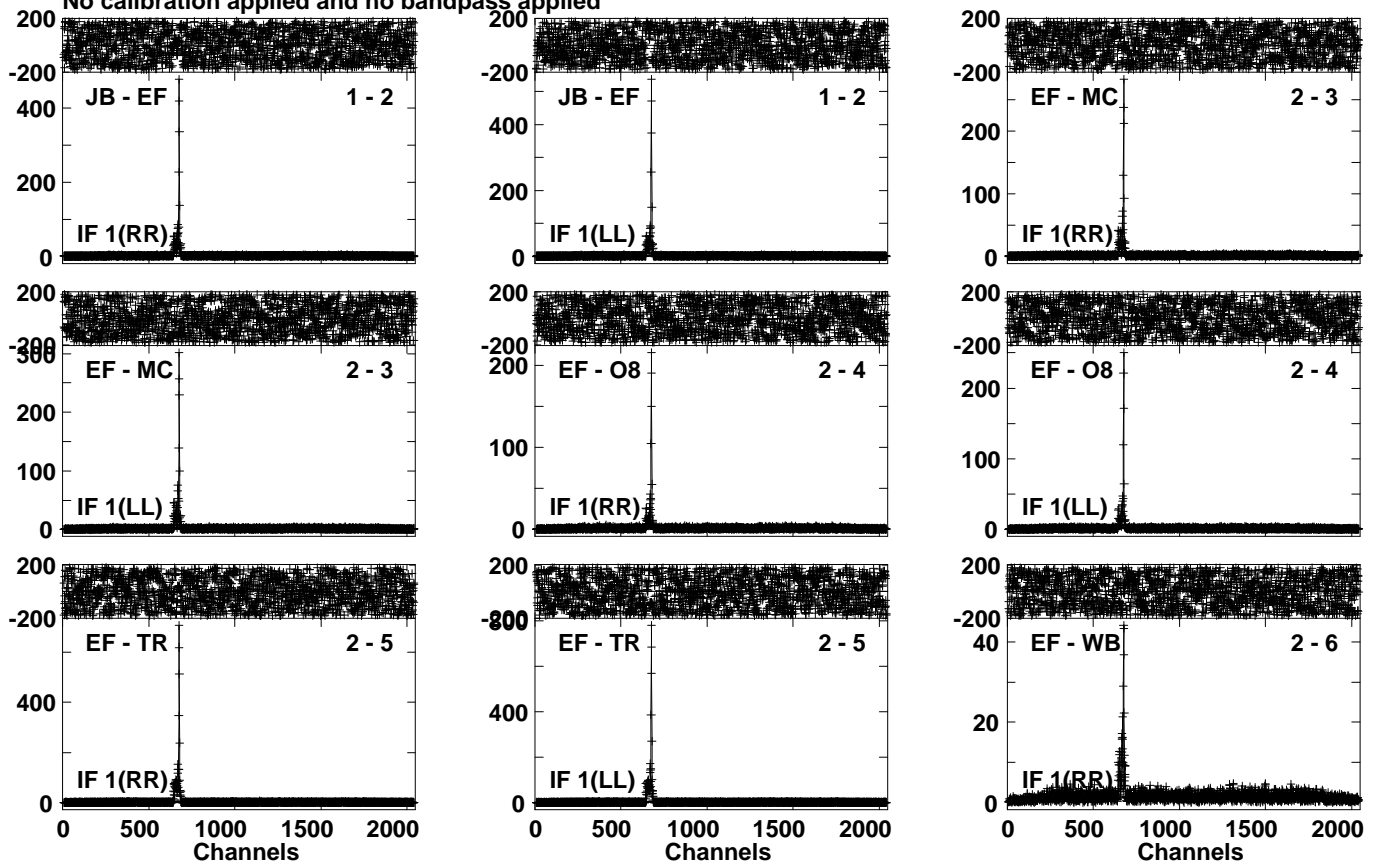 No calibration applied and no bandpass applied
200
-200
JB - EF 1 - 2
400
200
0
IF 1(RR)
200
-200
JB - EF 1 - 2
400
200
0
IF 1(LL)
200
-200
EF - MC 2 - 3
200
100
0
IF 1(RR)
200
-200
300
EF - MC 2 - 3
200
100
0
IF 1(LL)
200
-200
200
EF - O8 2 - 4
100
0
IF 1(RR)
200
-200
EF - O8 2 - 4
200
100
0
IF 1(LL)
200
-200
EF - TR 2 - 5
400
0
IF 1(RR)
0 500 1000 1500 2000
Channels
200
-200
800
EF - TR 2 - 5
400
0
IF 1(LL)
0 500 1000 1500 2000
Channels
200
-200
EF - WB 2 - 6
40
20
0
IF 1(RR)
0 500 1000 1500 2000
Channels